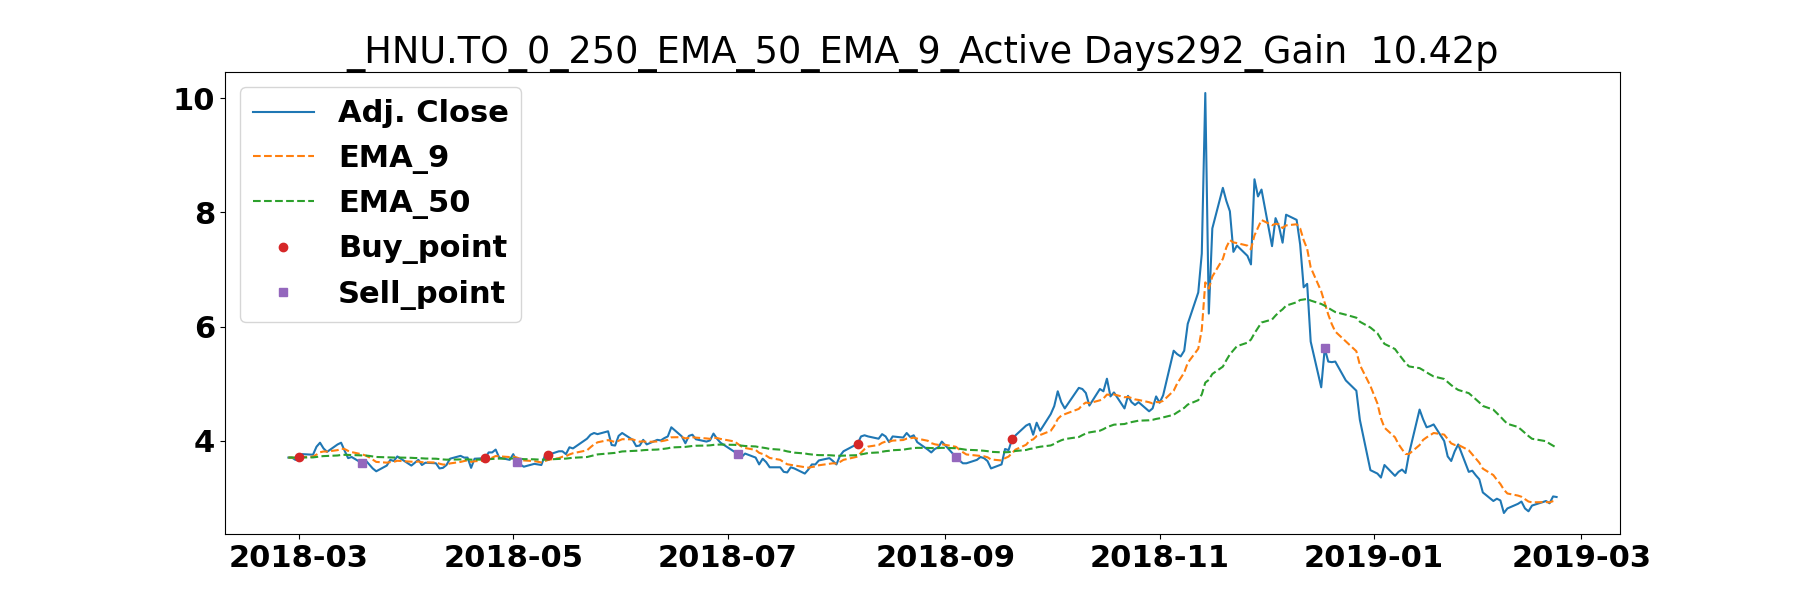 _HNU.TO_0_250_EMA_50_EMA_9_Active Days292_Gain  10.42p
Adj. Close
EMA_9
EMA_50
Buy_point
Sell_point
10
8
6
4
2018-03 2018-05 2018-07 2018-09 2018-11 2019-01 2019-03